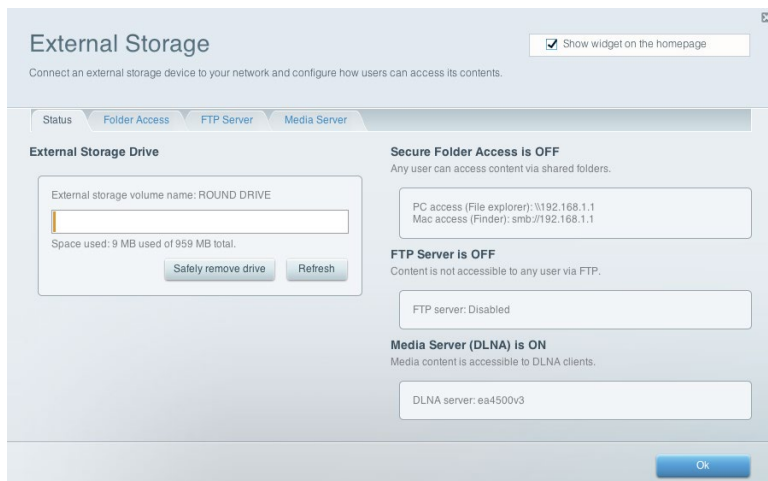 External Storage
Show widget on the homepage
Connect an external storage device to your network and configure how users can access its contents.
Status
Folder Access
FTP Server
Media Server
External Storage Drive
External storage volume name: ROUND DRIVE
Space used: 9 MB used of 959 MB total.
Safely remove drive
Refresh
Secure Folder Access is OFF
Any user can access content via shared folders.
PC access (File explorer): \\192.168.1.1
Mac access (Finder): smb://192.168.1.1
FTP Server is OFF
Content is not accessible to any user via FTP.
FTP server: Disabled
Media Server (DLNA) is ON
Media content is accessible to DLNA clients.
DLNA server: ea4500v3
Ok